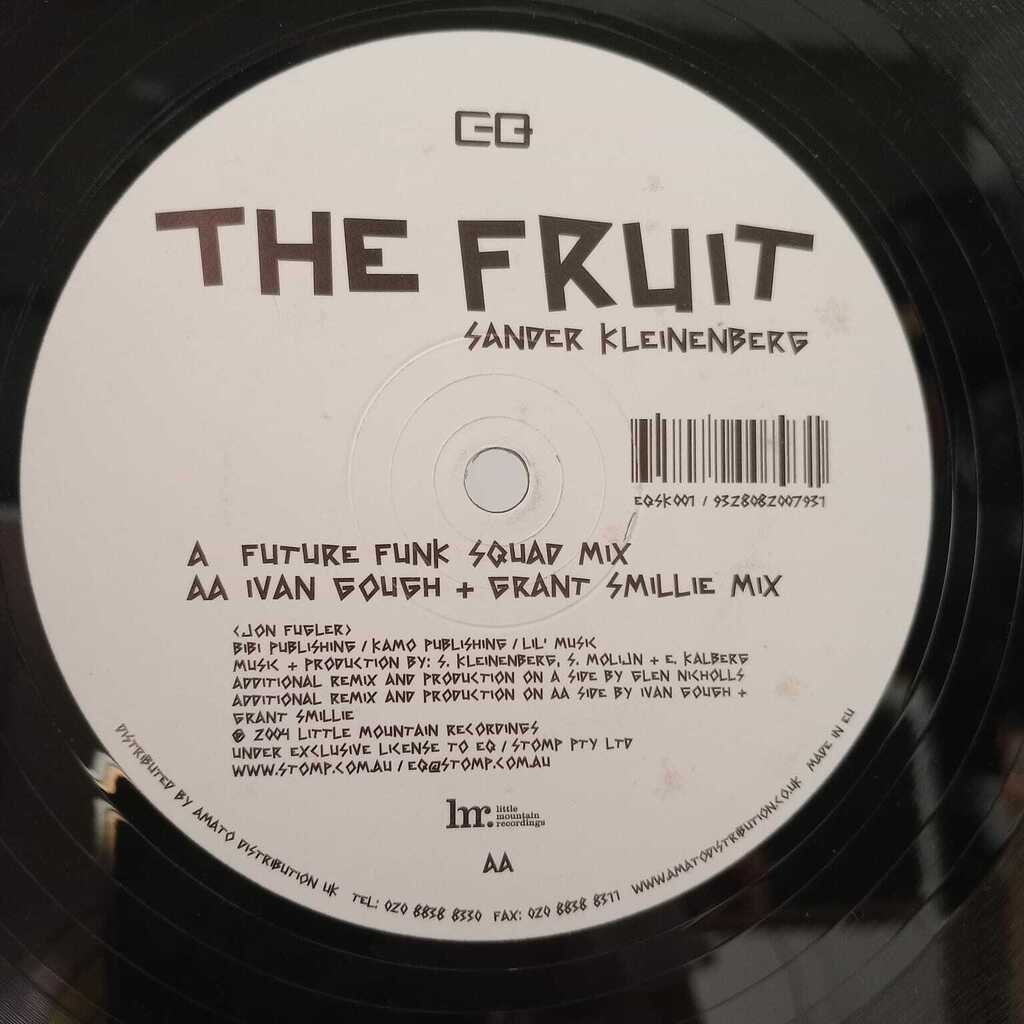 EQ
THE FRUIT
SANDER KLEINENBERG
EQSK001 / 9328082007931
A FUTURE FUNK SQUAD MIX
AA IVAN GOUGH + GRANT SMILLIE MIX
(JON FUGLER)
BIBI PUBLISHING / KAMO PUBLISHING / LIL' MUSIC
MUSIC + PRODUCTION BY: S. KLEINENBERG, S. MOLIJN + E. KALBERG
ADDITIONAL REMIX AND PRODUCTION ON A SIDE BY GLEN NICHOLLS
ADDITIONAL REMIX AND PRODUCTION ON AA SIDE BY IVAN GOUGH +
GRANT SMILLIE
℗ 2004 LITTLE MOUNTAIN RECORDINGS
UNDER EXCLUSIVE LICENSE TO EQ / STOMP PTY LTD
WWW.STOMP.COM.AU / EQ@STOMP.COM.AU
lmr. little
mountain
recordings
AA
DISTRIBUTED BY AMATO DISTRIBUTION UK TEL: 020 8838 8330 FAX: 020 8838 8311 WWW.AMATODISTRIBUTION.CO.UK MADE IN EU